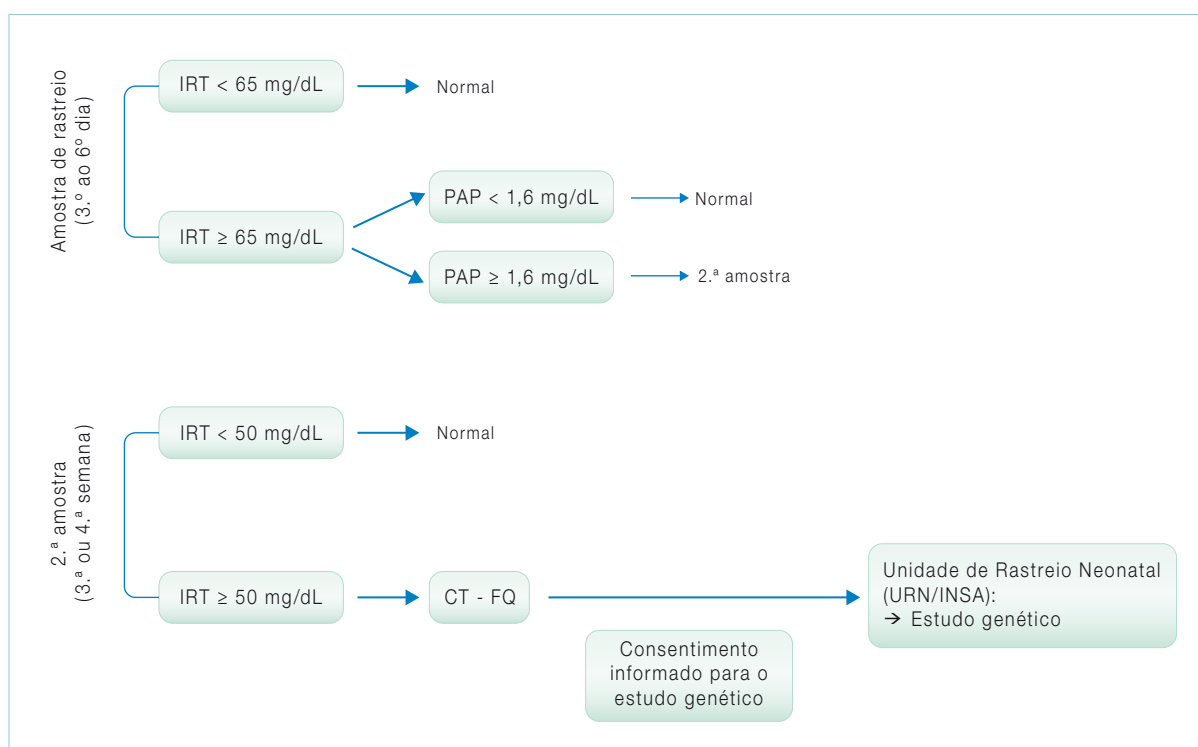 Amostra de rastreio
(3.º ao 6º dia)
IRT < 65 mg/dL
Normal
IRT ≥ 65 mg/dL
PAP < 1,6 mg/dL
Normal
PAP ≥ 1,6 mg/dL
2.ª amostra
2.ª amostra
(3.ª ou 4.ª semana)
IRT < 50 mg/dL
Normal
IRT ≥ 50 mg/dL
CT - FQ
Consentimento
informado para o
estudo genético
Unidade de Rastreio Neonatal
(URN/INSA):
→ Estudo genético